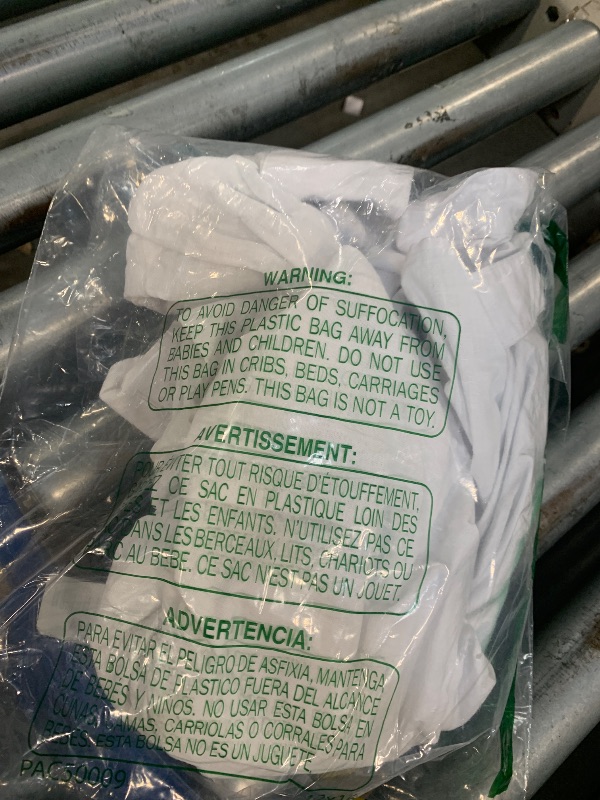 WARNING:
TO AVOID DANGER OF SUFFOCATION,
KEEP THIS PLASTIC BAG AWAY FROM
BABIES AND CHILDREN. DO NOT USE
THIS BAG IN CRIBS, BEDS, CARRIAGES
OR PLAY PENS. THIS BAG IS NOT A TOY.
AVERTISSEMENT:
TOUT RISQUE D'ÉTOUFFEMENT,
CE SAC EN PLASTIQUE LOIN DES
ET LES ENFANTS. N'UTILISEZ PAS CE
DANS LES BERCEAUX, LITS, CHARIOTS OU
AU BÉBÉ. CE SAC N'EST PAS UN JOUET.
ADVERTENCIA:
PARA EVITAR EL PELIGRO DE ASFIXIA, MANTENGA
ESTA BOLSA DE PLASTICO FUERA DEL ALCANCE
DE BEBES Y NINOS. NO USAR ESTA BOLSA EN
CUNAS, CAMAS, CARRIOLAS O CORRALES PARA
BEBES. ESTA BOLSA NO ES UN JUGUETE
PAC50009